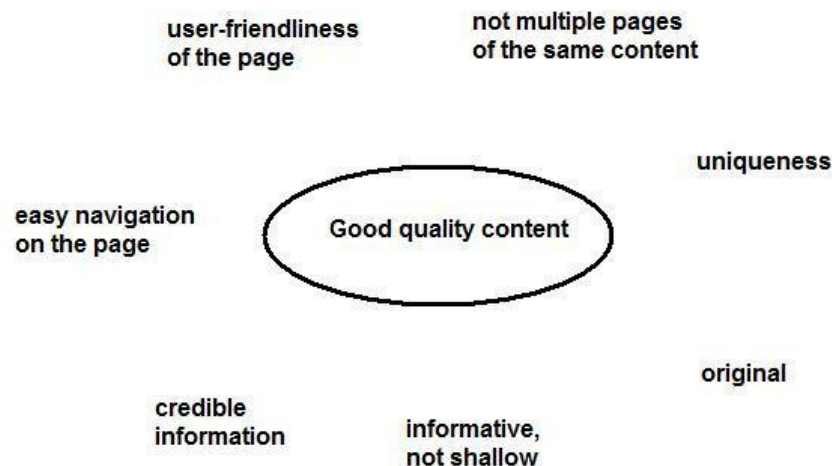 user-friendliness
of the page
not multiple pages
of the same content
uniqueness
easy navigation
on the page
Good quality content
original
credible
information
informative,
not shallow